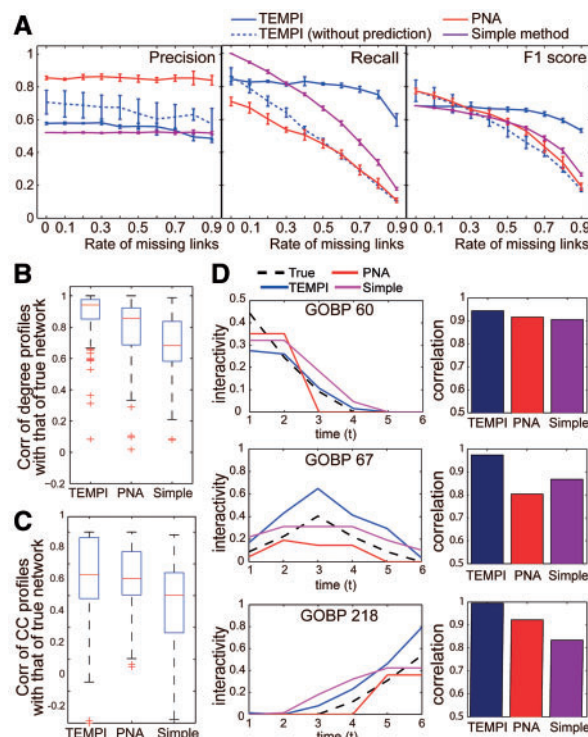 A
TEMPI
TEMPI (without prediction)
PNA
Simple method
Precision
Recall
F1 score
1
0.8
0.6
0.4
0.2
0
0 0.1 0.3 0.5 0.7 0.9
0 0.1 0.3 0.5 0.7 0.9
0 0.1 0.3 0.5 0.7 0.9
Rate of missing links
Rate of missing links
Rate of missing links
B
Corr of degree profiles
with that of true network
1
0.8
0.6
0.4
0.2
0
-0.2
TEMPI PNA Simple
C
Corr of CC profiles
with that of true network
1
0.8
0.6
0.4
0.2
0
-0.2
TEMPI PNA Simple
D
True
TEMPI
PNA
Simple
GOBP 60
interactivity
0.5
0.4
0.3
0.2
0.1
0
1 2 3 4 5 6
time (t)
correlation
1
0.9
0.8
0.7
0.6
0.5
TEMPI PNA Simple
GOBP 67
interactivity
1
0.8
0.6
0.4
0.2
0
1 2 3 4 5 6
time (t)
correlation
1
0.9
0.8
0.7
0.6
0.5
TEMPI PNA Simple
GOBP 218
interactivity
1
0.8
0.6
0.4
0.2
0
1 2 3 4 5 6
time (t)
correlation
1
0.9
0.8
0.7
0.6
0.5
TEMPI PNA Simple